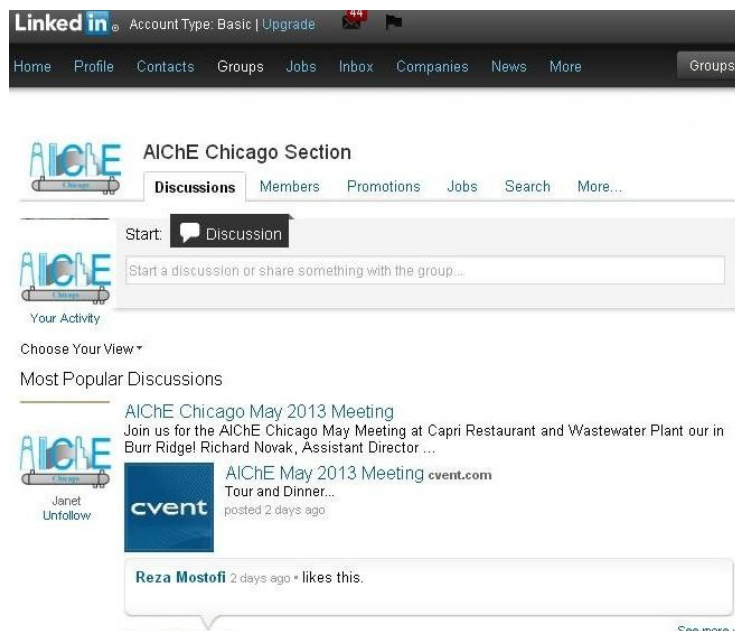 Linked in ® Account Type: Basic | Upgrade 44
Home Profile Contacts Groups Jobs Inbox Companies News More Groups
AIChE Chicago
AIChE Chicago Section
Discussions Members Promotions Jobs Search More...
Start: Discussion
Start a discussion or share something with the group...
AIChE Chicago
Your Activity
Choose Your View
Most Popular Discussions
AIChE Chicago May 2013 Meeting
Join us for the AIChE Chicago May Meeting at Capri Restaurant and Wastewater Plant our in
Burr Ridge! Richard Novak, Assistant Director ...
AIChE Chicago
Janet
Unfollow
cvent
AIChE May 2013 Meeting cvent.com
Tour and Dinner...
posted 2 days ago
Reza Mostofi 2 days ago • likes this.
See more